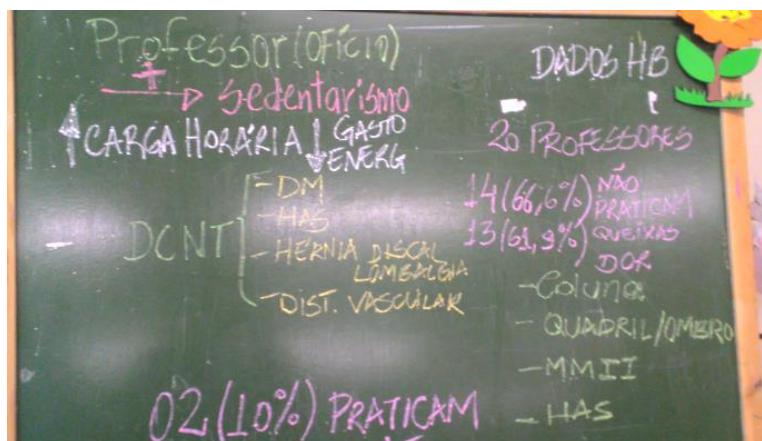 Professor (OFÍCIO)
+
→ Sedentarismo
↑ CARGA HORÁRIA ↓ GASTO
ENERG
DCNT
- DM
- HAS
- HERNIA DISCAL
LOMBALGIA
- DIST. VASCULAR
02 (10%) PRATICAM
DADOS HB
20 PROFESSORES
14 (66,6%) NÃO
PRATICAM
13 (61,9%) QUEIXAS
DOR
- Coluna
- QUADRIL/OMBRO
- MMII
- HAS